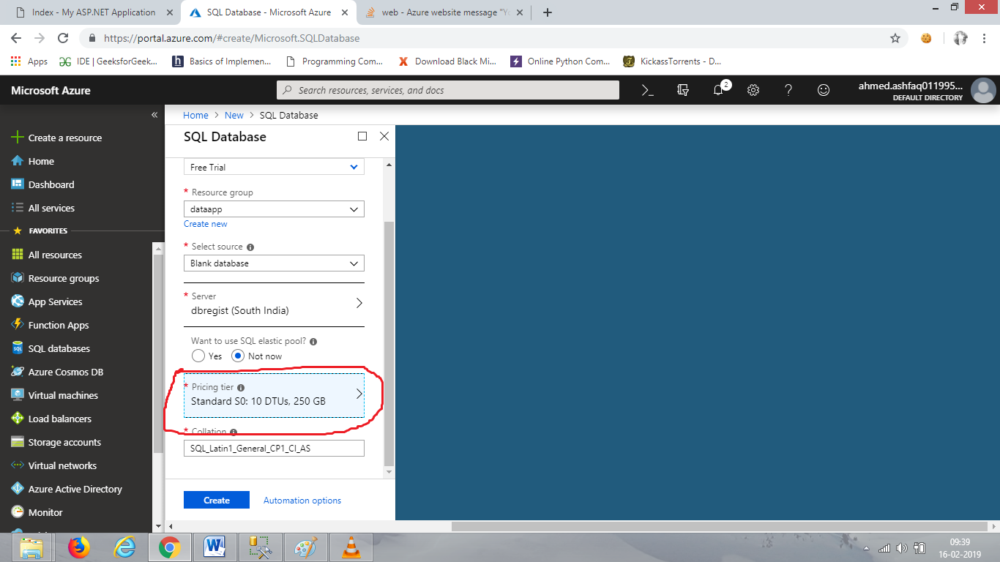 Index - My ASP.NET Application
SQL Database - Microsoft Azure
web - Azure website message "Yo
https://portal.azure.com/#create/Microsoft.SQLDatabase
Apps
IDE | GeeksforGeek...
Basics of Implemen...
Programming Com...
Download Black Mi...
Online Python Com...
KickassTorrents - D...
Microsoft Azure
Search resources, services, and docs
2
ahmed.ashfaq011995...
DEFAULT DIRECTORY
Create a resource
Home
Dashboard
All services
FAVORITES
All resources
Resource groups
App Services
Function Apps
SQL databases
Azure Cosmos DB
Virtual machines
Load balancers
Storage accounts
Virtual networks
Azure Active Directory
Monitor
Home > New > SQL Database
SQL Database
Free Trial
* Resource group
dataapp
Create new
* Select source
Blank database
* Server
dbregist (South India)
Want to use SQL elastic pool?
Yes Not now
* Pricing tier
Standard S0: 10 DTUs, 250 GB
* Collation
SQL_Latin1_General_CP1_CI_AS
Create
Automation options
09:39
16-02-2019